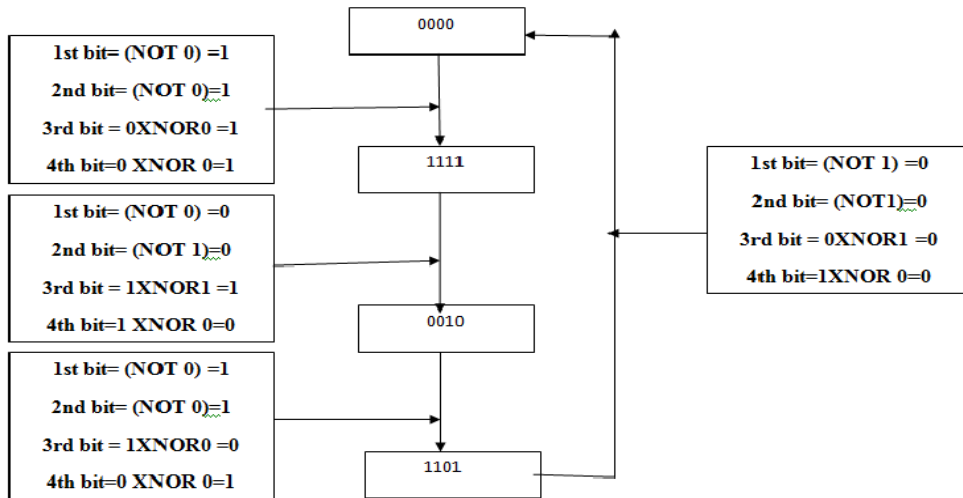 0000
1st bit= (NOT 0) =1
2nd bit= (NOT 0)=1
3rd bit = 0XNOR0 =1
4th bit=0 XNOR 0=1
1111
1st bit= (NOT 0) =0
2nd bit= (NOT 1)=0
3rd bit = 1XNOR1 =1
4th bit=1 XNOR 0=0
0010
1st bit= (NOT 0) =1
2nd bit= (NOT 0)=1
3rd bit = 1XNOR0 =0
4th bit=0 XNOR 0=1
1101
1st bit= (NOT 1) =0
2nd bit= (NOT1)=0
3rd bit = 0XNOR1 =0
4th bit=1XNOR 0=0